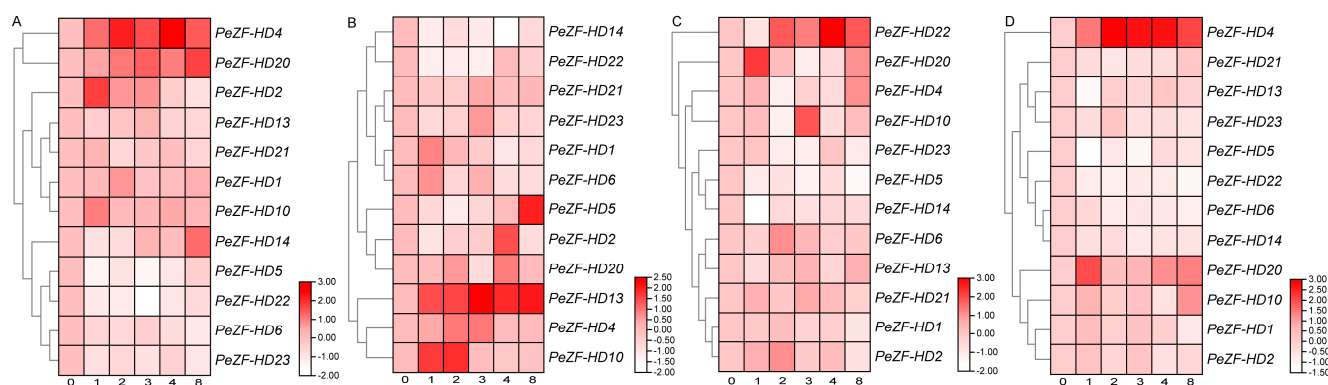 A
PeZF-HD4
PeZF-HD20
PeZF-HD2
PeZF-HD13
PeZF-HD21
PeZF-HD1
PeZF-HD10
PeZF-HD14
PeZF-HD5
PeZF-HD22
PeZF-HD6
PeZF-HD23
0 1 2 3 4 8
3.00
2.00
1.00
0.00
-1.00
-2.00
B
PeZF-HD14
PeZF-HD22
PeZF-HD21
PeZF-HD23
PeZF-HD1
PeZF-HD6
PeZF-HD5
PeZF-HD2
PeZF-HD20
PeZF-HD13
PeZF-HD4
PeZF-HD10
0 1 2 3 4 8
2.50
2.00
1.50
1.00
0.50
0.00
-0.50
-1.00
-1.50
-2.00
C
PeZF-HD22
PeZF-HD20
PeZF-HD4
PeZF-HD10
PeZF-HD23
PeZF-HD5
PeZF-HD14
PeZF-HD6
PeZF-HD13
PeZF-HD21
PeZF-HD1
PeZF-HD2
0 1 2 3 4 8
3.00
2.00
1.00
0.00
-1.00
-2.00
D
PeZF-HD4
PeZF-HD21
PeZF-HD13
PeZF-HD23
PeZF-HD5
PeZF-HD22
PeZF-HD6
PeZF-HD14
PeZF-HD20
PeZF-HD10
PeZF-HD1
PeZF-HD2
0 1 2 3 4 8
3.00
2.50
2.00
1.50
1.00
0.50
0.00
-0.50
-1.00
-1.50